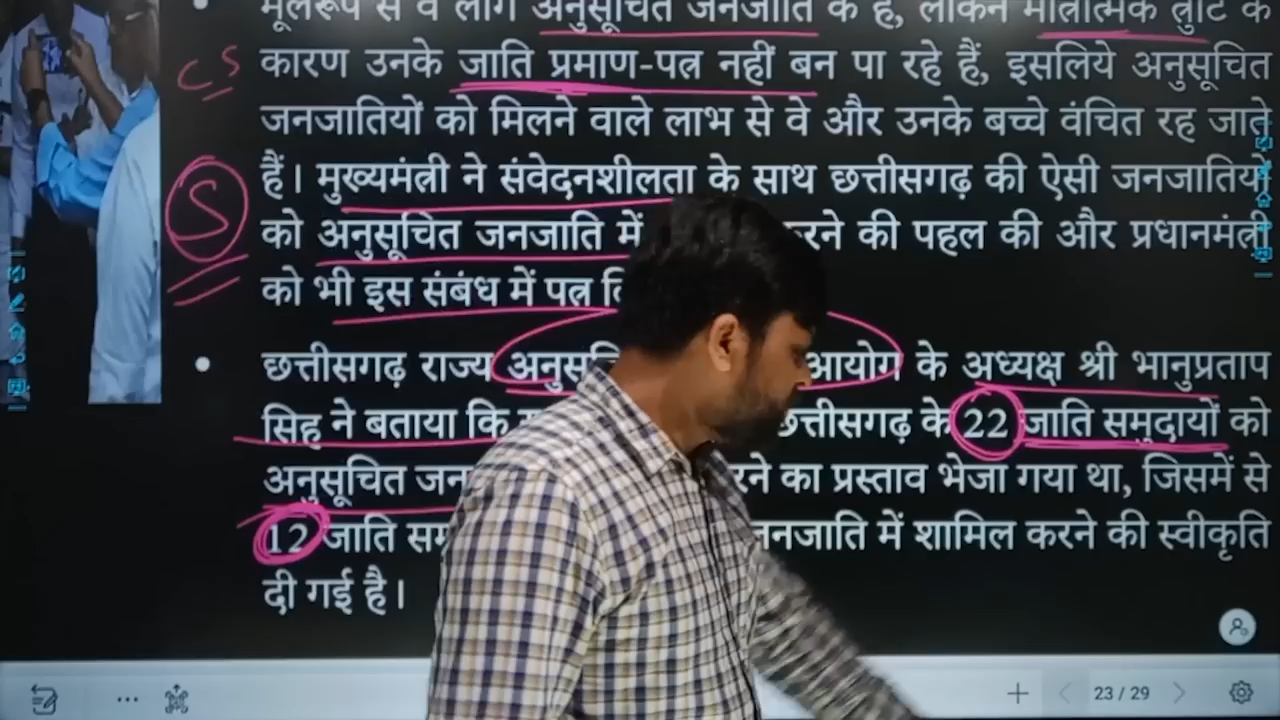 मूलरूप से वे लोग अनुसूचित जनजाति के हैं, लेकिन मात्रात्मक त्रुटि के
CS कारण उनके जाति प्रमाण-पत्र नहीं बन पा रहे हैं, इसलिये अनुसूचित
जनजातियों को मिलने वाले लाभ से वे और उनके बच्चे वंचित रह जाते
S हैं। मुख्यमंत्री ने संवेदनशीलता के साथ छत्तीसगढ़ की ऐसी जनजातियों
को अनुसूचित जनजाति में रने की पहल की और प्रधानमंत्री
को भी इस संबंध में पत्र
• छत्तीसगढ़ राज्य आयोग के अध्यक्ष श्री भानुप्रताप
सिंह ने बताया कि छत्तीसगढ़ के 22 जाति समुदायों को
अनुसूचित जन रने का प्रस्ताव भेजा गया था, जिसमें से
12 जाति सम जनजाति में शामिल करने की स्वीकृति
दी गई है।
23 / 29